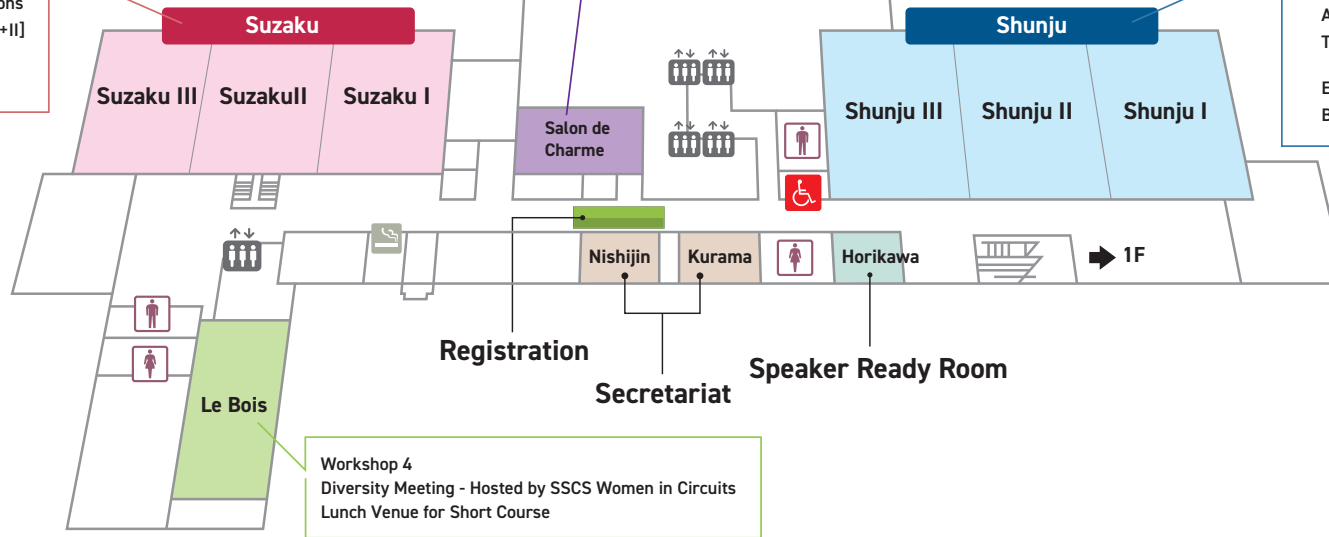 ons
+II]
Suzaku
Suzaku III
SuzakuII
Suzaku I
Salon de
Charme
Shunju
Shunju III
Shunju II
Shunju I
A
T
E
B
Nishijin
Kurama
Horikawa
1F
Registration
Secretariat
Speaker Ready Room
Le Bois
Workshop 4
Diversity Meeting - Hosted by SSCS Women in Circuits
Lunch Venue for Short Course